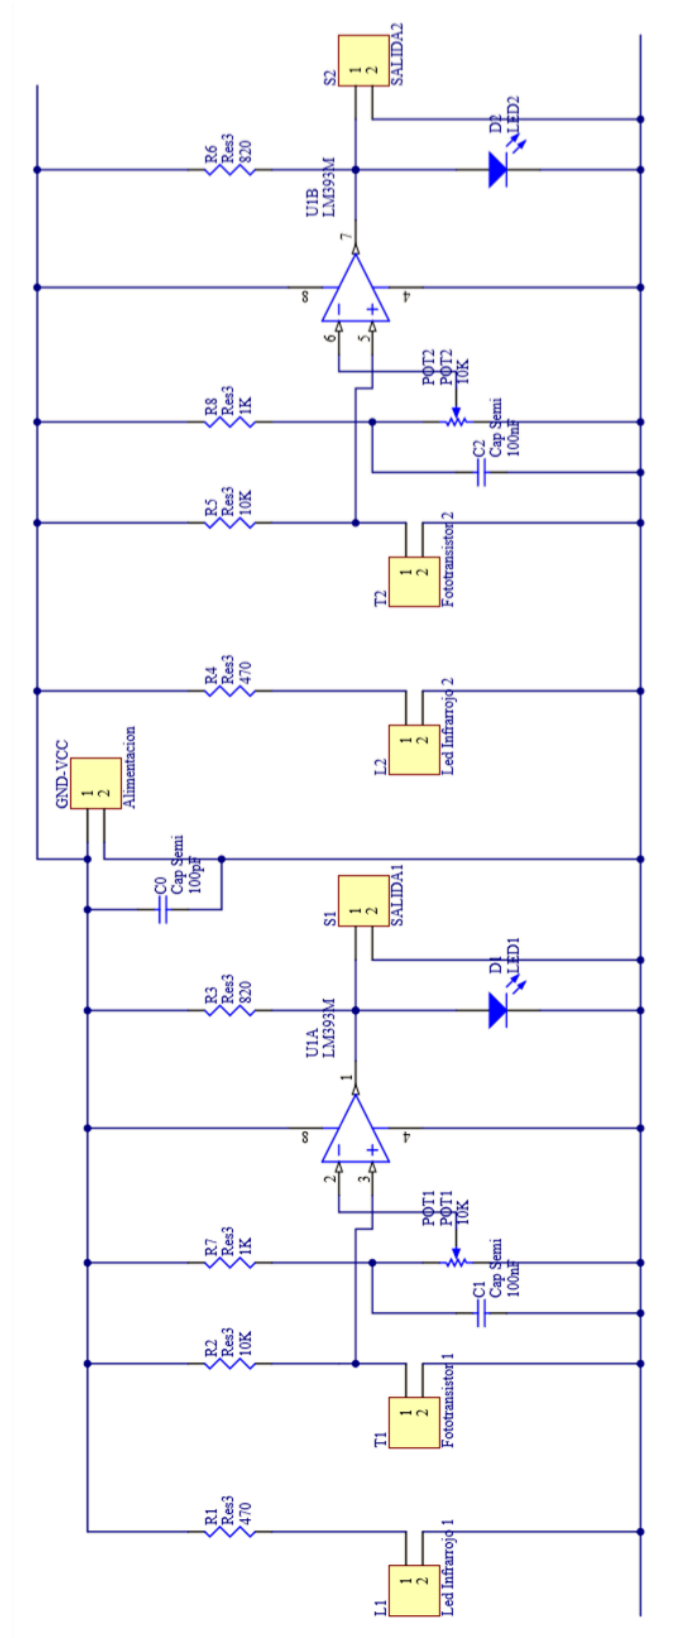 L1
1
2
Led Infrarrojo 1
R1
Res3
470
T1
1
2
Fototransistor 1
R2
Res3
10K
R7
Res3
1K
C1
Cap Semi
100nF
POT1
POT1
10K
2
3
-
+
8
4
1
U1A
LM393M
R3
Res3
820
D1
LED1
S1
1
2
SALIDA1
C0
Cap Semi
100pF
GND-VCC
1
2
Alimentacion
L2
1
2
Led Infrarrojo 2
R4
Res3
470
T2
1
2
Fototransistor 2
R5
Res3
10K
R8
Res3
1K
C2
Cap Semi
100nF
POT2
POT2
10K
6
5
-
+
8
4
7
U1B
LM393M
R6
Res3
820
D2
LED2
S2
1
2
SALIDA2